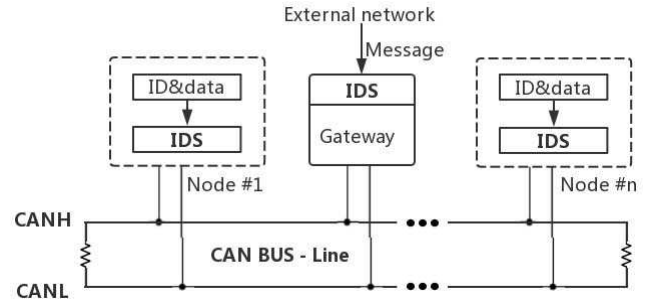 External network
Message
ID&data
IDS
IDS
Gateway
ID&data
IDS
Node #1
Node #n
CANH
CAN BUS - Line
CANL